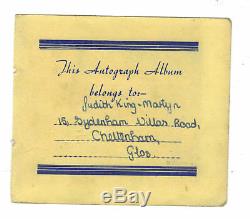 This Autograph Album
belongs to:-
Judith King-Martyn
15, Sydenham Villas Road,
Cheltenham,
Glos